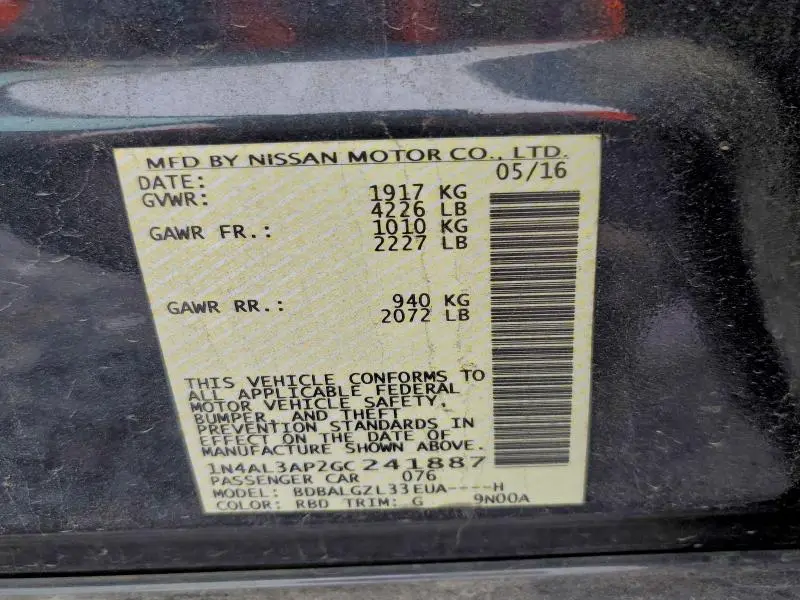 MFD BY NISSAN MOTOR CO., LTD.
DATE: 05/16
GVWR: 1917 KG
4226 LB
GAWR FR.: 1010 KG
2227 LB
GAWR RR.: 940 KG
2072 LB
THIS VEHICLE CONFORMS TO
ALL APPLICABLE FEDERAL
MOTOR VEHICLE SAFETY,
BUMPER, AND THEFT
PREVENTION STANDARDS IN
EFFECT ON THE DATE OF
MANUFACTURE SHOWN ABOVE.
1N4AL3AP2GC241887
PASSENGER CAR 076
MODEL: BDBALGZL33EUA----H
COLOR: RBD TRIM: G 9N00A